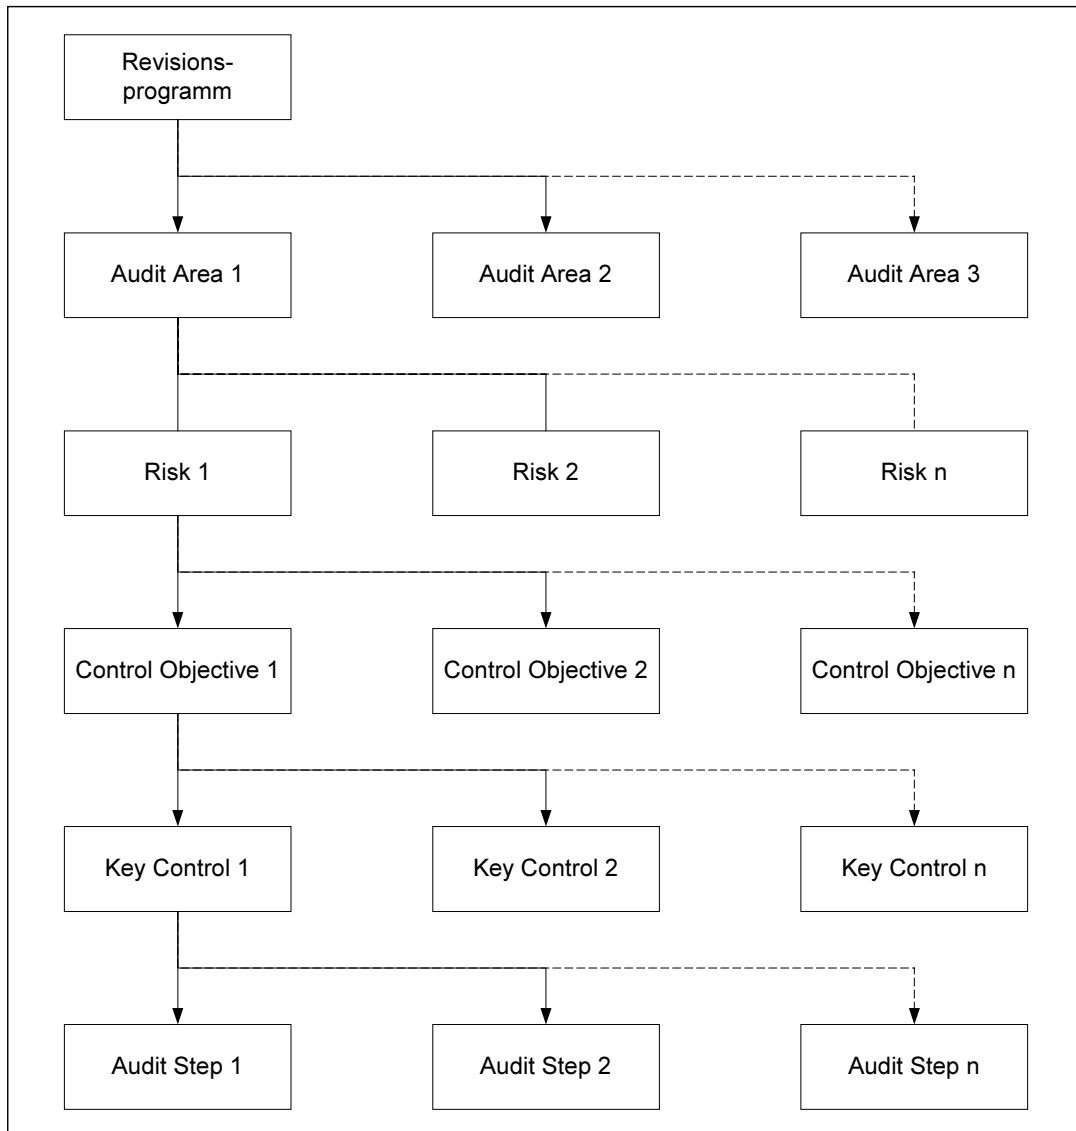 Revisions-
programm
Audit Area 1
Audit Area 2
Audit Area 3
Risk 1
Risk 2
Risk n
Control Objective 1
Control Objective 2
Control Objective n
Key Control 1
Key Control 2
Key Control n
Audit Step 1
Audit Step 2
Audit Step n